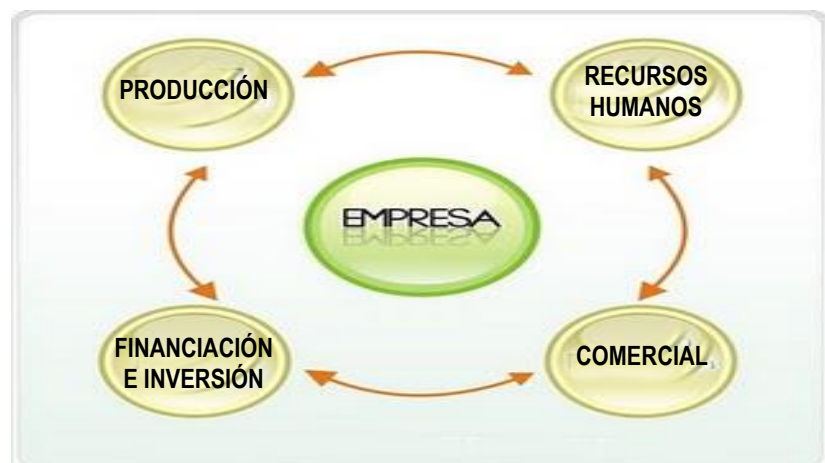 PRODUCCIÓN
RECURSOS
HUMANOS
EMPRESA
FINANCIACIÓN
E INVERSIÓN
COMERCIAL